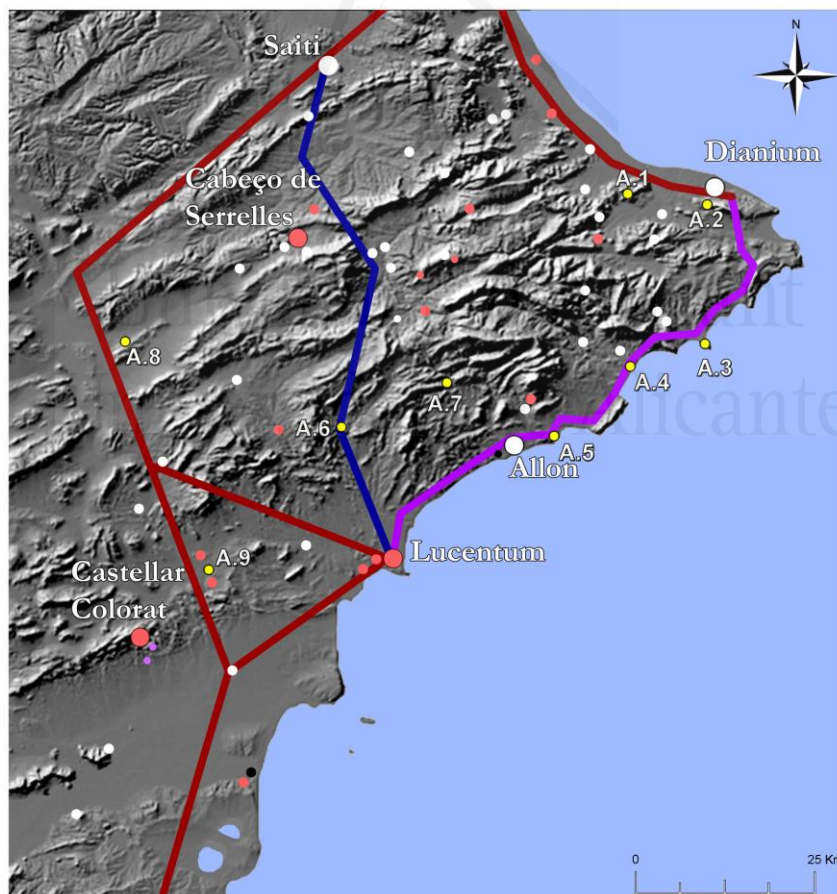 N
Saiti
Dianium
A.1
A.2
Cabeço de
Serrelles
A.8
A.3
A.4
A.7
A.6
A.5
Allon
Lucentum
A.9
Castellar
Colorat
0
25 Km